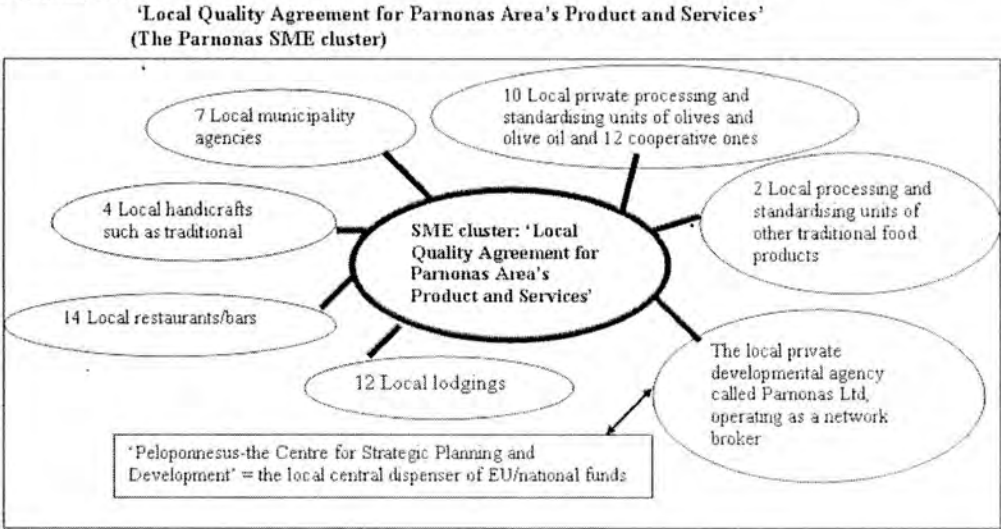 'Local Quality Agreement for Parnonas Area's Product and Services'
(The Parnonas SME cluster)
7 Local municipality
agencies
10 Local private processing and
standardising units of olives and
olive oil and 12 cooperative ones
4 Local handicrafts
such as traditional
2 Local processing and
standardising units of
other traditional food
products
SME cluster: 'Local
Quality Agreement for
Parnonas Area's
Product and Services'
14 Local restaurants/bars
12 Local lodgings
The local private
developmental agency
called Parnonas Ltd,
operating as a network
broker
'Peloponnesus-the Centre for Strategic Planning and
Development' = the local central dispenser of EU/national funds